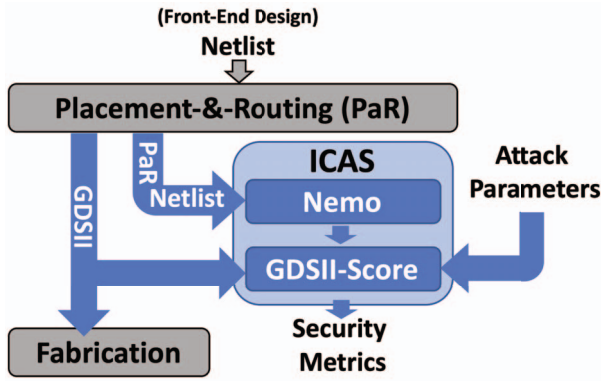 (Front-End Design)
Netlist
Placement-&-Routing (PaR)
GDSII
PaR
Netlist
ICAS
Nemo
GDSII-Score
Attack
Parameters
Security
Metrics
Fabrication